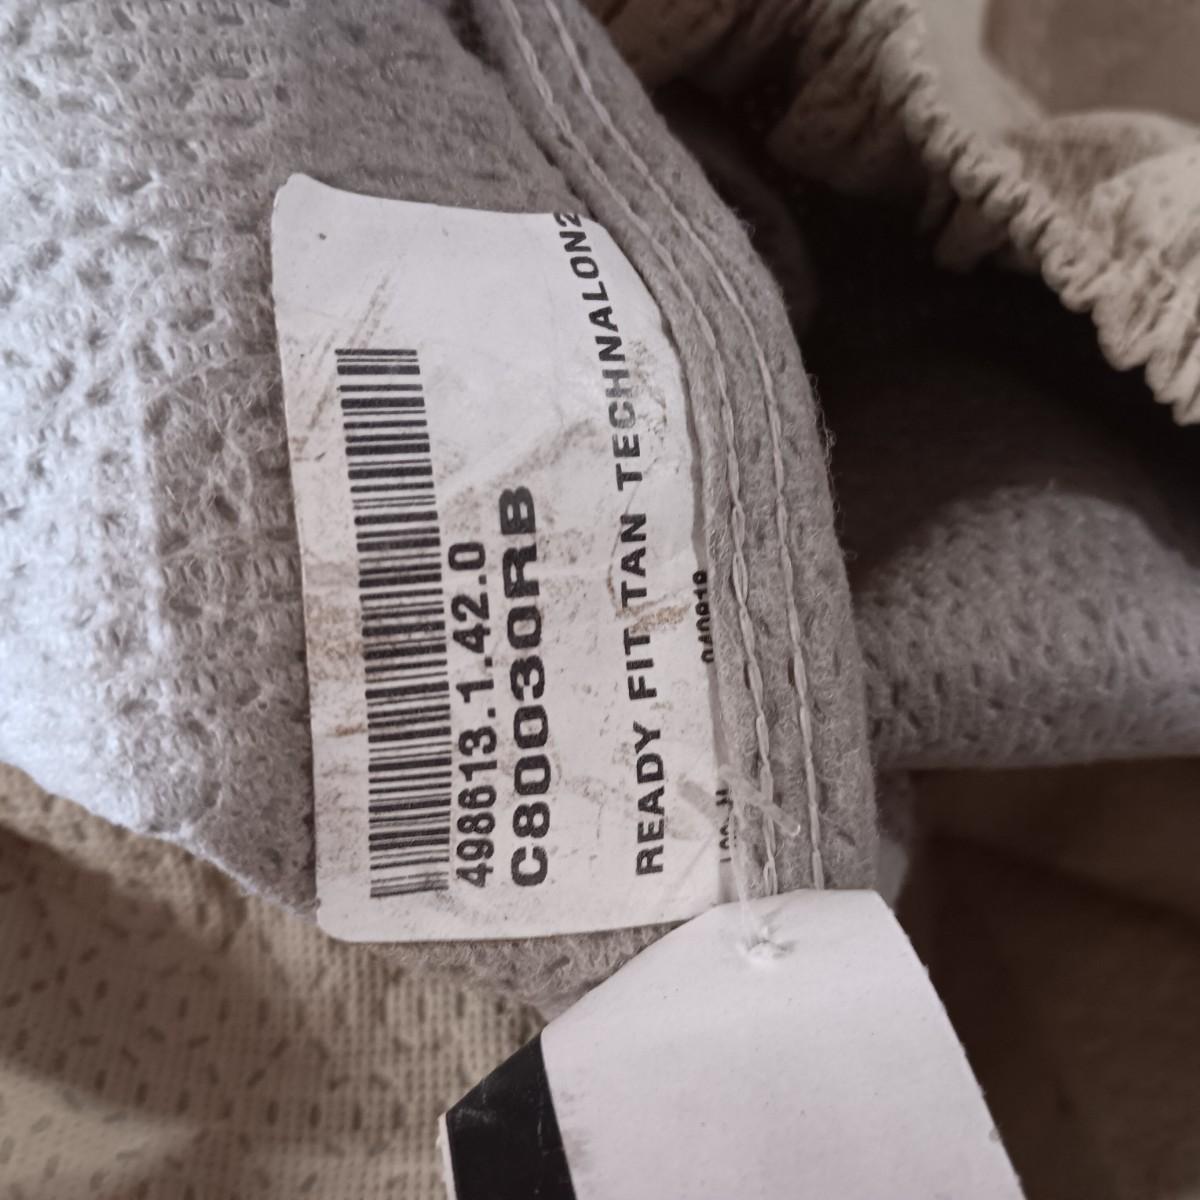 498613.1.42.0
C80030RB
READY FIT TAN TECHNALON2